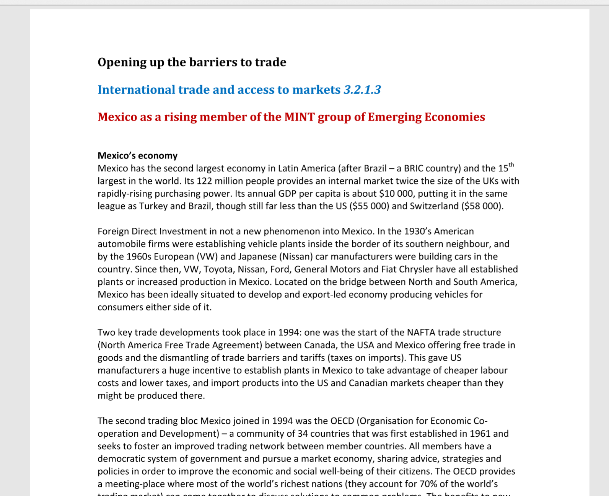 Opening up the barriers to trade
International trade and access to markets 3.2.1.3
Mexico as a rising member of the MINT group of Emerging Economies
Mexico's economy
Mexico has the second largest economy in Latin America (after Brazil – a BRIC country) and the 15th
largest in the world. Its 122 million people provides an internal market twice the size of the UKs with
rapidly-rising purchasing power. Its annual GDP per capita is about $10 000, putting it in the same
league as Turkey and Brazil, though still far less than the US ($55 000) and Switzerland ($58 000).
Foreign Direct Investment in not a new phenomenon into Mexico. In the 1930's American
automobile firms were establishing vehicle plants inside the border of its southern neighbour, and
by the 1960s European (VW) and Japanese (Nissan) car manufacturers were building cars in the
country. Since then, VW, Toyota, Nissan, Ford, General Motors and Fiat Chrysler have all established
plants or increased production in Mexico. Located on the bridge between North and South America,
Mexico has been ideally situated to develop and export-led economy producing vehicles for
consumers either side of it.
Two key trade developments took place in 1994: one was the start of the NAFTA trade structure
(North America Free Trade Agreement) between Canada, the USA and Mexico offering free trade in
goods and the dismantling of trade barriers and tariffs (taxes on imports). This gave US
manufacturers a huge incentive to establish plants in Mexico to take advantage of cheaper labour
costs and lower taxes, and import products into the US and Canadian markets cheaper than they
might be produced there.
The second trading bloc Mexico joined in 1994 was the OECD (Organisation for Economic Co-
operation and Development) – a community of 34 countries that was first established in 1961 and
seeks to foster an improved trading network between member countries. All members have a
democratic system of government and pursue a market economy, sharing advice, strategies and
policies in order to improve the economic and social well-being of their citizens. The OECD provides
a meeting-place where most of the world's richest nations (they account for 70% of the world's